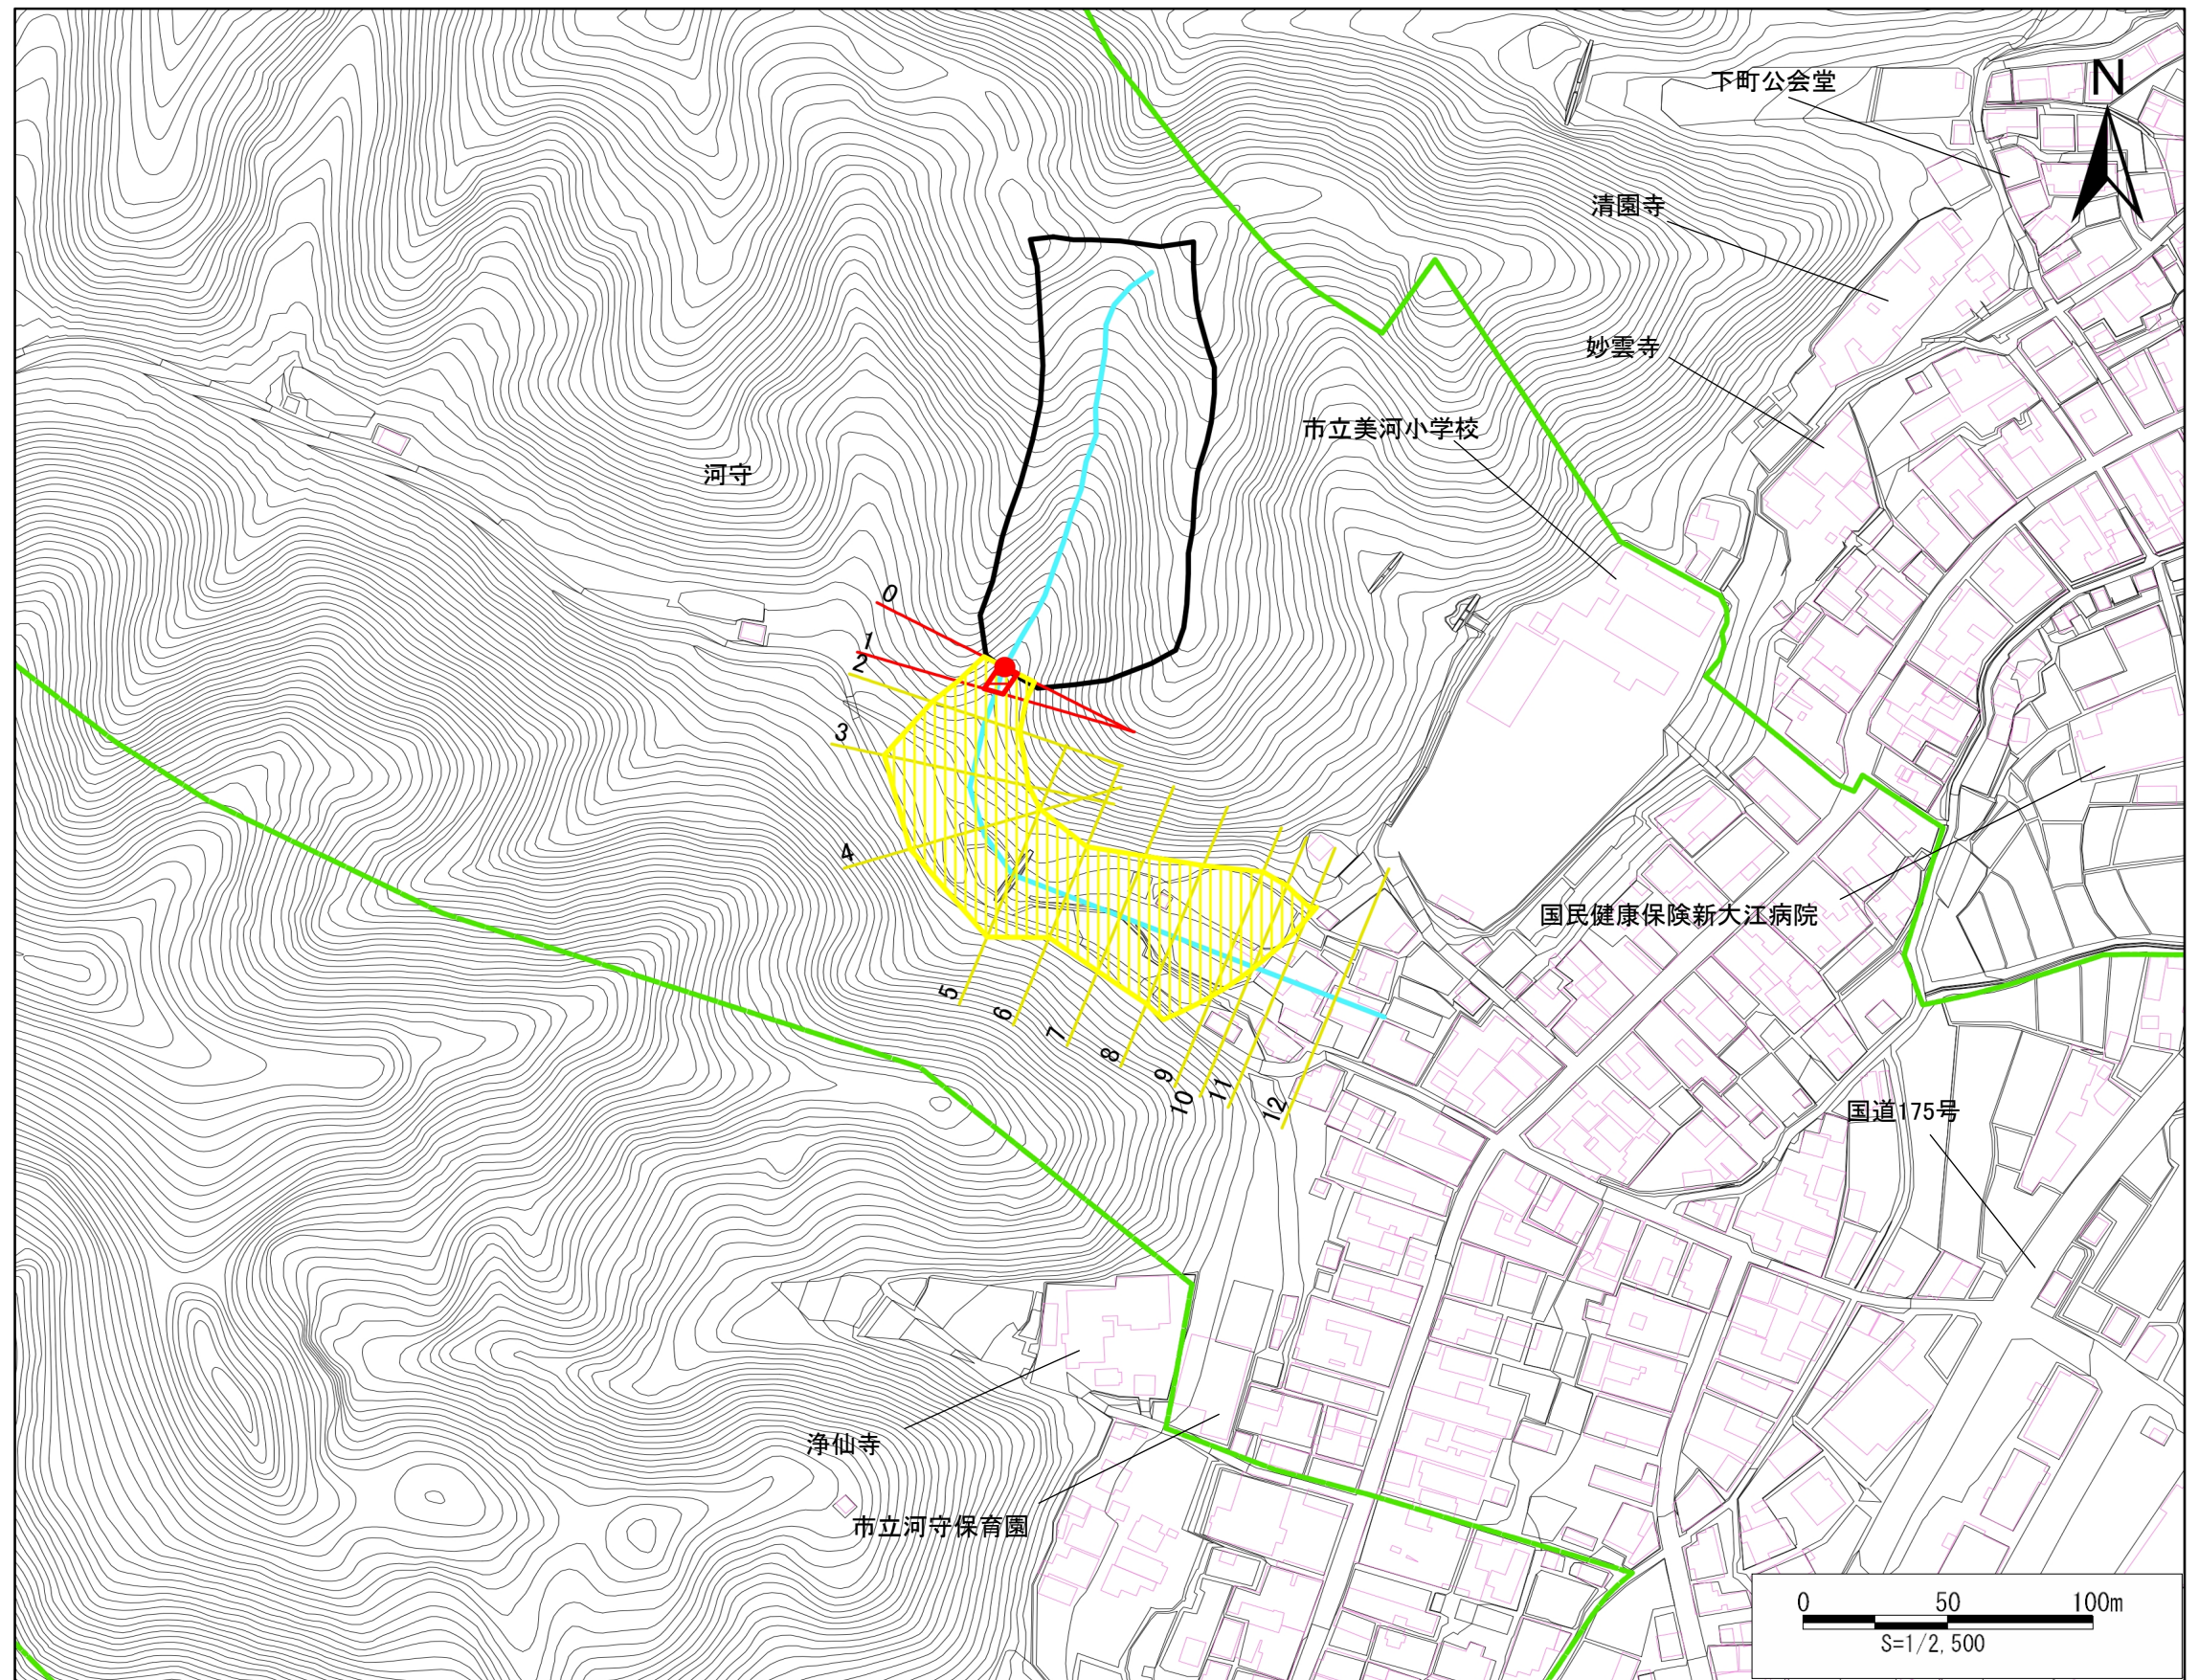 下町公会堂
N
清園寺
妙雲寺
市立美河小学校
河守
0
1
2
3
4
国民健康保険新大江病院
5
6
7
8
9
10
11
12
国道175号
浄仙寺
市立河守保育園
0 50 100m
S=1/2,500